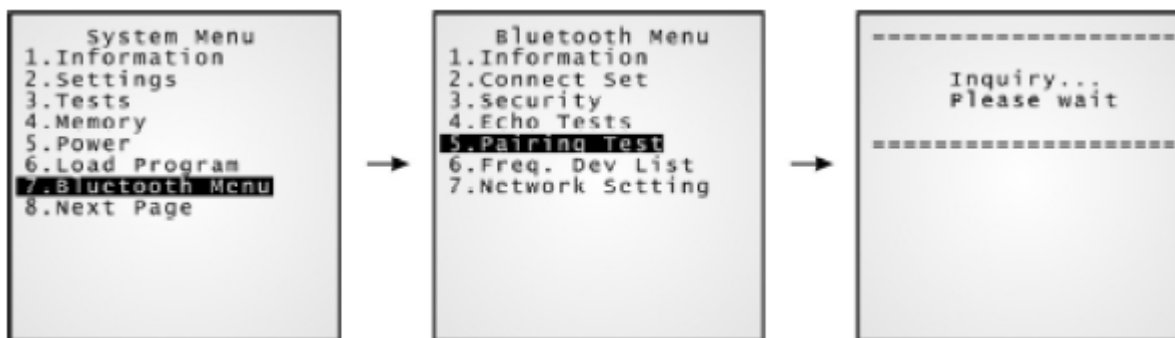 System Menu
1.Information
2.Settings
3.Tests
4.Memory
5.Power
6.Load Program
7.Bluetooth Menu
8.Next Page
Bluetooth Menu
1.Information
2.Connect Set
3.Security
4.Echo Tests
5.Pairing Test
6.Freq. Dev List
7.Network Setting
====================
Inquiry...
Please wait
====================